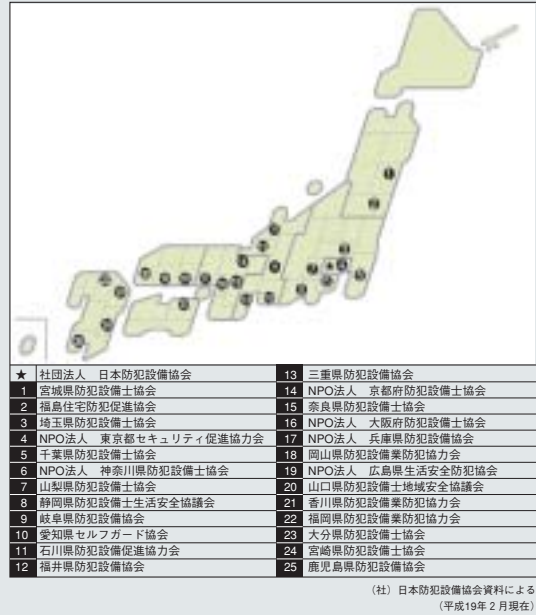 ★ 社団法人 日本防犯設備協会
1 宮城県防犯設備士協会
2 福島住宅防犯促進協会
3 埼玉県防犯設備士協会
4 NPO法人 東京都セキュリティ促進協力会
5 千葉県防犯設備士協会
6 NPO法人 神奈川県防犯設備士協会
7 山梨県防犯設備士協会
8 静岡県防犯設備士生活安全協議会
9 岐阜県防犯設備協会
10 愛知県セルフガード協会
11 石川県防犯設備促進協力会
12 福井県防犯設備協会
13 三重県防犯設備協会
14 NPO法人 京都府防犯設備士協会
15 奈良県防犯設備士協会
16 NPO法人 大阪府防犯設備士協会
17 NPO法人 兵庫県防犯設備協会
18 岡山県防犯設備業防犯協力会
19 NPO法人 広島県生活安全防犯協会
20 山口県防犯設備士地域安全協議会
21 香川県防犯設備業防犯協力会
22 福岡県防犯設備業防犯協力会
23 大分県防犯設備士協会
24 宮崎県防犯設備士協会
25 鹿児島県防犯設備協会
（社）日本防犯設備協会資料による
（平成19年2月現在）